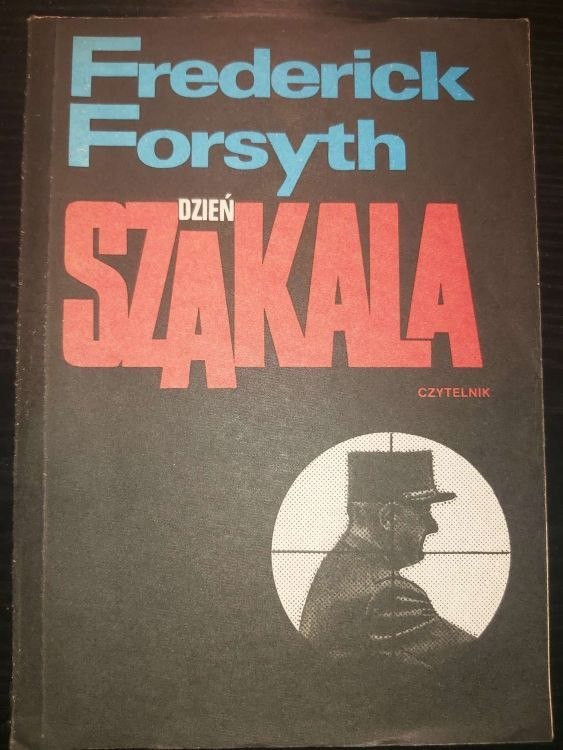 Frederick
Forsyth
DZIEŃ
SZAKALA
CZYTELNIK